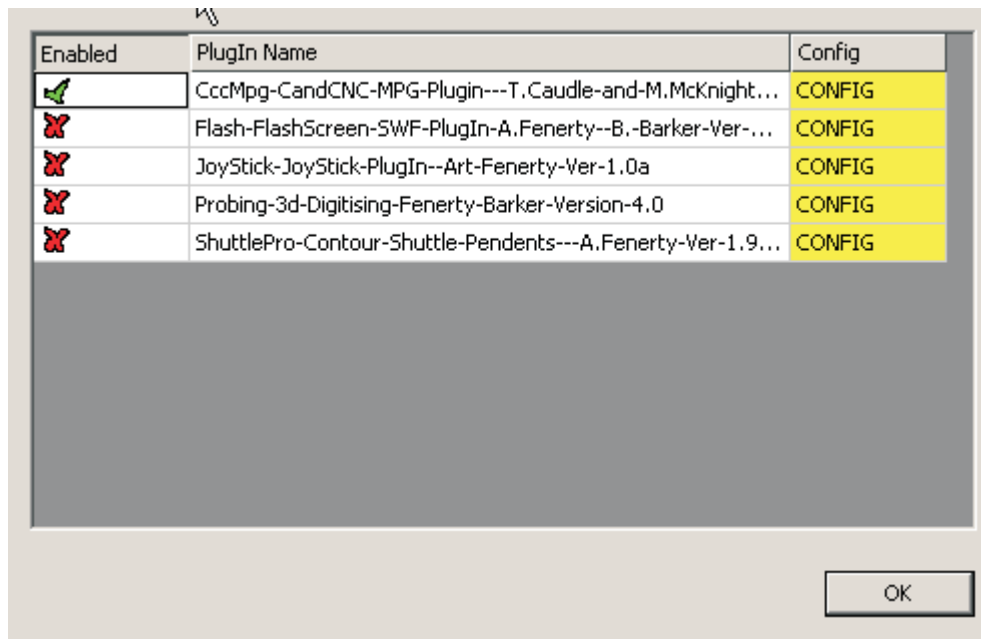 Enabled PlugIn Name Config
CccMpg-CandCNC-MPG-Plugin---T.Caudle-and-M.McKnight... CONFIG
Flash-FlashScreen-SWF-PlugIn-A.Fenerty--B.-Barker-Ver-... CONFIG
JoyStick-JoyStick-PlugIn--Art-Fenerty-Ver-1.0a CONFIG
Probing-3d-Digitising-Fenerty-Barker-Version-4.0 CONFIG
ShuttlePro-Contour-Shuttle-Pendents---A.Fenerty-Ver-1.9... CONFIG
OK